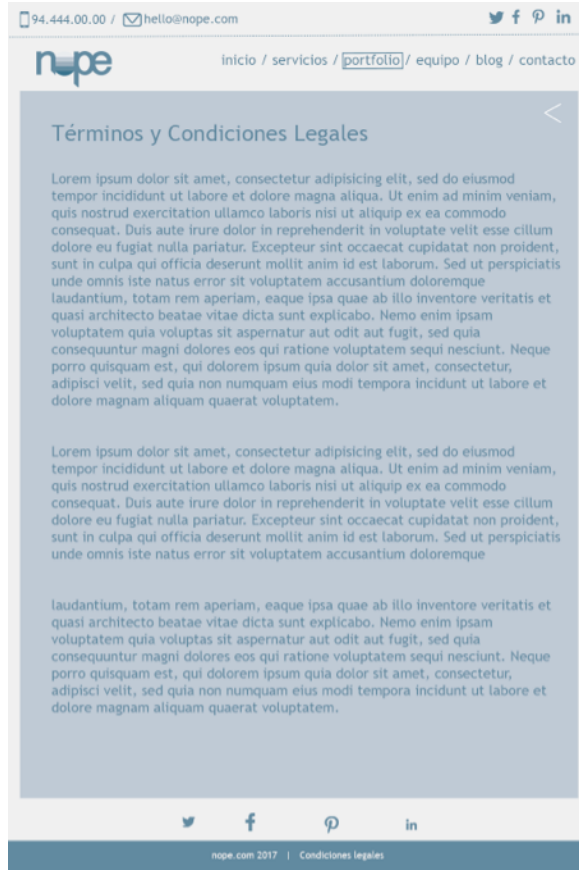 94.444.00.00 / hello@nope.com
nope
inicio / servicios / portfolio / equipo / blog / contacto
Términos y Condiciones Legales
Lorem ipsum dolor sit amet, consectetur adipisicing elit, sed do eiusmod
tempor incididunt ut labore et dolore magna aliqua. Ut enim ad minim veniam,
quis nostrud exercitation ullamco laboris nisi ut aliquip ex ea commodo
consequat. Duis aute irure dolor in reprehenderit in voluptate velit esse cillum
dolore eu fugiat nulla pariatur. Excepteur sint occaecat cupidatat non proident,
sunt in culpa qui officia deserunt mollit anim id est laborum. Sed ut perspiciatis
unde omnis iste natus error sit voluptatem accusantium doloremque
laudantium, totam rem aperiam, eaque ipsa quae ab illo inventore veritatis et
quasi architecto beatae vitae dicta sunt explicabo. Nemo enim ipsam
voluptatem quia voluptas sit aspernatur aut odit aut fugit, sed quia
consequuntur magni dolores eos qui ratione voluptatem sequi nesciunt. Neque
porro quisquam est, qui dolorem ipsum quia dolor sit amet, consectetur,
adipisci velit, sed quia non numquam eius modi tempora incidunt ut labore et
dolore magnam aliquam quaerat voluptatem.
Lorem ipsum dolor sit amet, consectetur adipisicing elit, sed do eiusmod
tempor incididunt ut labore et dolore magna aliqua. Ut enim ad minim veniam,
quis nostrud exercitation ullamco laboris nisi ut aliquip ex ea commodo
consequat. Duis aute irure dolor in reprehenderit in voluptate velit esse cillum
dolore eu fugiat nulla pariatur. Excepteur sint occaecat cupidatat non proident,
sunt in culpa qui officia deserunt mollit anim id est laborum. Sed ut perspiciatis
unde omnis iste natus error sit voluptatem accusantium doloremque
laudantium, totam rem aperiam, eaque ipsa quae ab illo inventore veritatis et
quasi architecto beatae vitae dicta sunt explicabo. Nemo enim ipsam
voluptatem quia voluptas sit aspernatur aut odit aut fugit, sed quia
consequuntur magni dolores eos qui ratione voluptatem sequi nesciunt. Neque
porro quisquam est, qui dolorem ipsum quia dolor sit amet, consectetur,
adipisci velit, sed quia non numquam eius modi tempora incidunt ut labore et
dolore magnam aliquam quaerat voluptatem.
nope.com 2017 | Condiciones legales